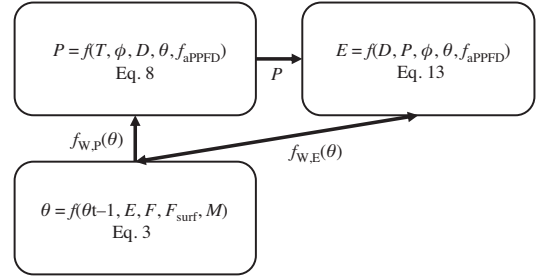 P = f(T, ϕ, D, θ, f_aPPFD)
Eq. 8
P
E = f(D, P, ϕ, θ, f_aPPFD)
Eq. 13
f_W,P(θ)
f_W,E(θ)
θ = f(θt–1, E, F, F_surf, M)
Eq. 3